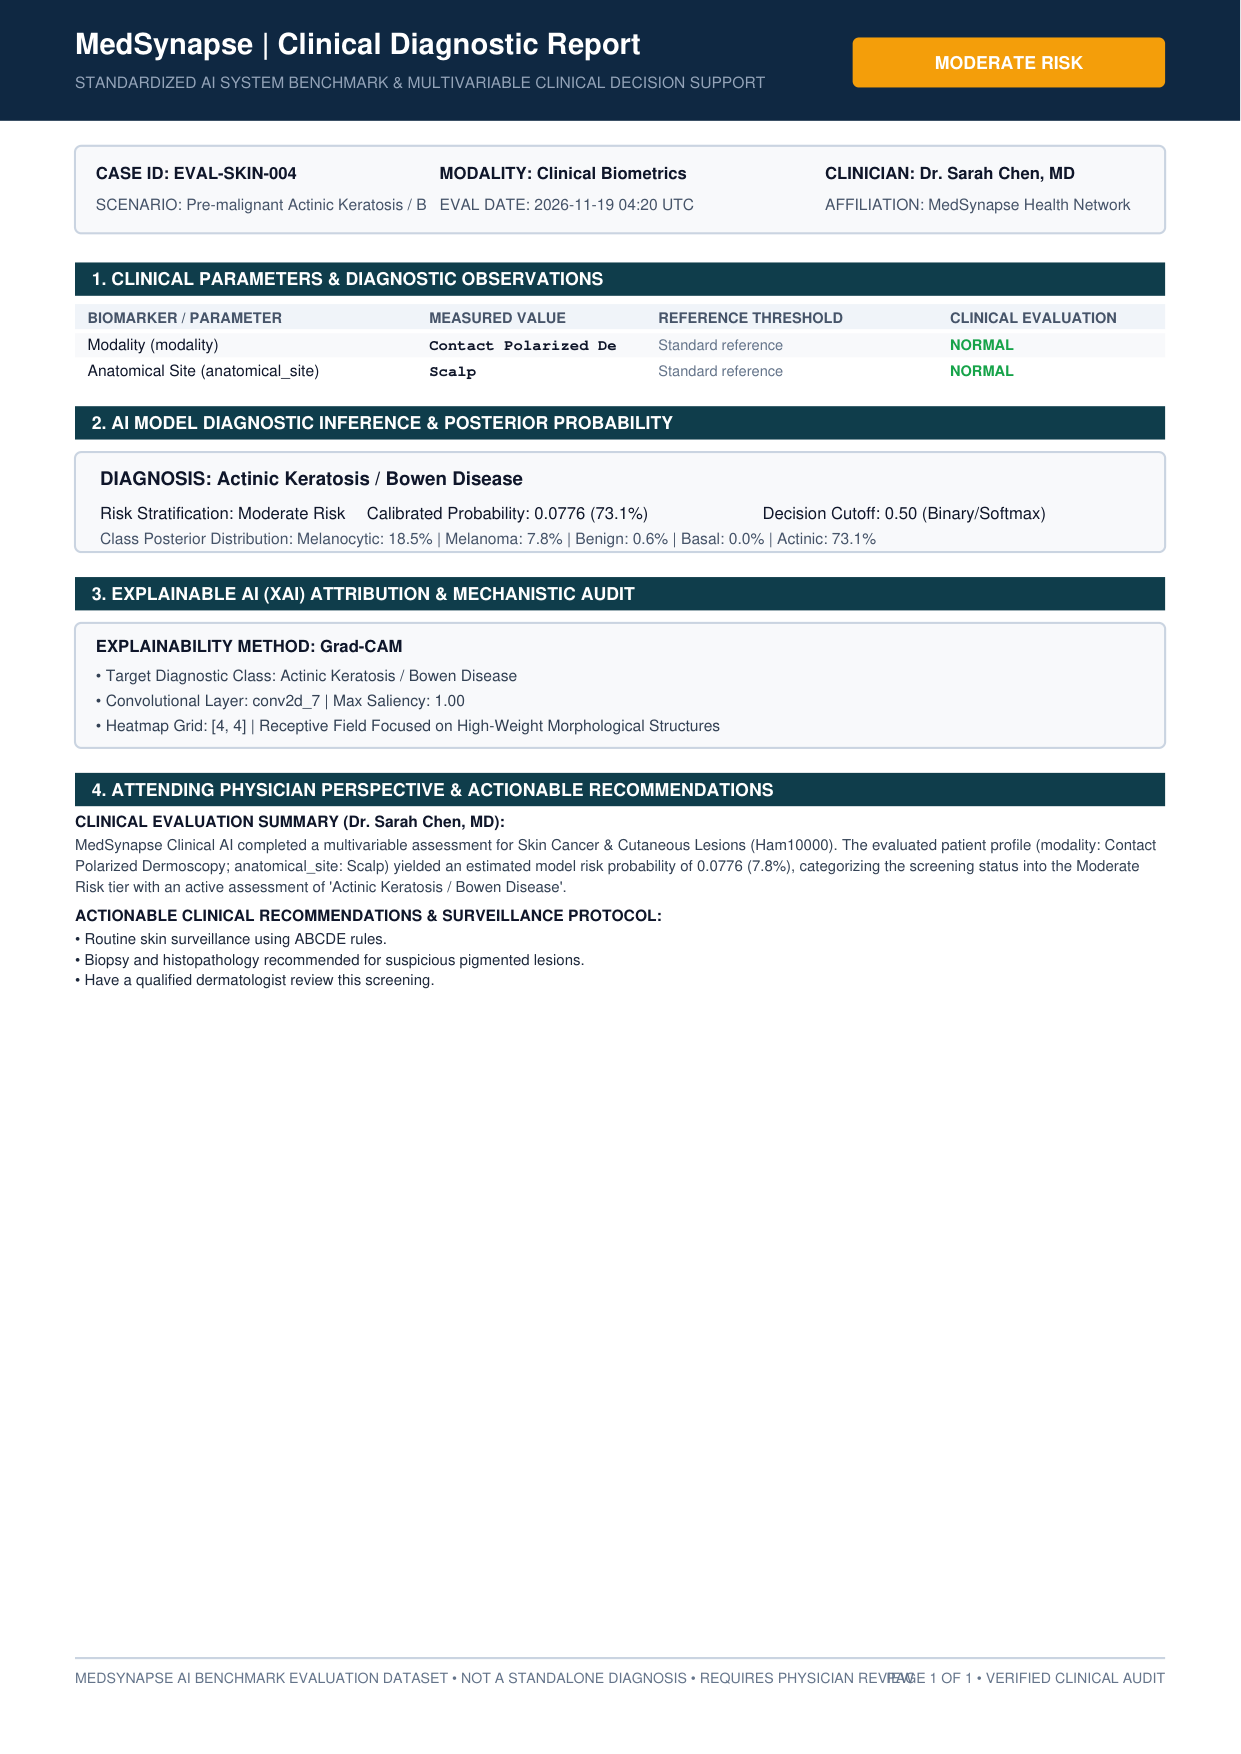 MedSynapse | Clinical Diagnostic Report
STANDARDIZED AI SYSTEM BENCHMARK & MULTIVARIABLE CLINICAL DECISION SUPPORT
MODERATE RISK
CASE ID: EVAL-SKIN-004 MODALITY: Clinical Biometrics CLINICIAN: Dr. Sarah Chen, MD
SCENARIO: Pre-malignant Actinic Keratosis / B EVAL DATE: 2026-11-19 04:20 UTC AFFILIATION: MedSynapse Health Network
1. CLINICAL PARAMETERS & DIAGNOSTIC OBSERVATIONS
BIOMARKER / PARAMETER MEASURED VALUE REFERENCE THRESHOLD CLINICAL EVALUATION
Modality (modality) Contact Polarized De Standard reference NORMAL
Anatomical Site (anatomical_site) Scalp Standard reference NORMAL
2. AI MODEL DIAGNOSTIC INFERENCE & POSTERIOR PROBABILITY
DIAGNOSIS: Actinic Keratosis / Bowen Disease
Risk Stratification: Moderate Risk Calibrated Probability: 0.0776 (73.1%) Decision Cutoff: 0.50 (Binary/Softmax)
Class Posterior Distribution: Melanocytic: 18.5% | Melanoma: 7.8% | Benign: 0.6% | Basal: 0.0% | Actinic: 73.1%
3. EXPLAINABLE AI (XAI) ATTRIBUTION & MECHANISTIC AUDIT
EXPLAINABILITY METHOD: Grad-CAM
• Target Diagnostic Class: Actinic Keratosis / Bowen Disease
• Convolutional Layer: conv2d_7 | Max Saliency: 1.00
• Heatmap Grid: [4, 4] | Receptive Field Focused on High-Weight Morphological Structures
4. ATTENDING PHYSICIAN PERSPECTIVE & ACTIONABLE RECOMMENDATIONS
CLINICAL EVALUATION SUMMARY (Dr. Sarah Chen, MD):
MedSynapse Clinical AI completed a multivariable assessment for Skin Cancer & Cutaneous Lesions (Ham10000). The evaluated patient profile (modality: Contact
Polarized Dermoscopy; anatomical_site: Scalp) yielded an estimated model risk probability of 0.0776 (7.8%), categorizing the screening status into the Moderate
Risk tier with an active assessment of 'Actinic Keratosis / Bowen Disease'.
ACTIONABLE CLINICAL RECOMMENDATIONS & SURVEILLANCE PROTOCOL:
• Routine skin surveillance using ABCDE rules.
• Biopsy and histopathology recommended for suspicious pigmented lesions.
• Have a qualified dermatologist review this screening.
MEDSYNAPSE AI BENCHMARK EVALUATION DATASET • NOT A STANDALONE DIAGNOSIS • REQUIRES PHYSICIAN REVIEW PAGE 1 OF 1 • VERIFIED CLINICAL AUDIT